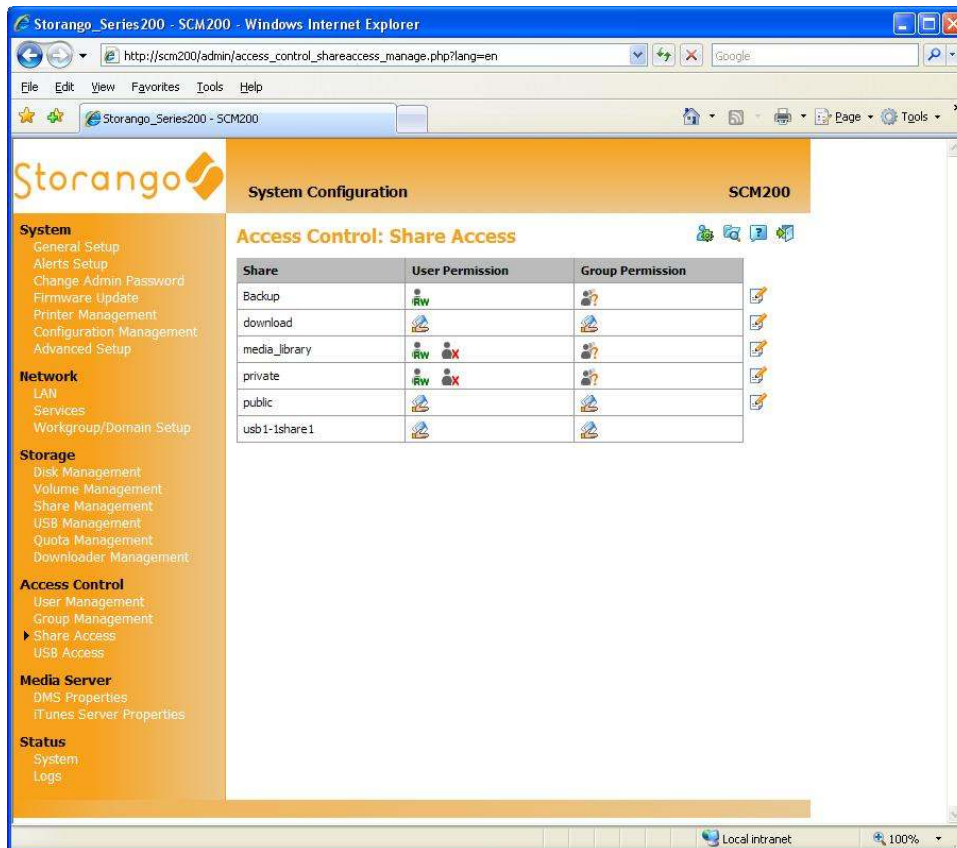 Storango_Series200 - SCM200 - Windows Internet Explorer
http://scm200/admin/access_control_shareaccess_manage.php?lang=en
Google
File Edit View Favorites Tools Help
Storango_Series200 - SCM200
Page Tools
Storango
System Configuration SCM200
System
General Setup
Alerts Setup
Change Admin Password
Firmware Update
Printer Management
Configuration Management
Advanced Setup
Network
LAN
Services
Workgroup/Domain Setup
Storage
Disk Management
Volume Management
Share Management
USB Management
Quota Management
Downloader Management
Access Control
User Management
Group Management
Share Access
USB Access
Media Server
DMS Properties
iTunes Server Properties
Status
System
Logs
Access Control: Share Access
Share User Permission Group Permission
Backup RW ?
download
media_library RW X ?
private RW X ?
public
usb1-1share1
Local intranet 100%